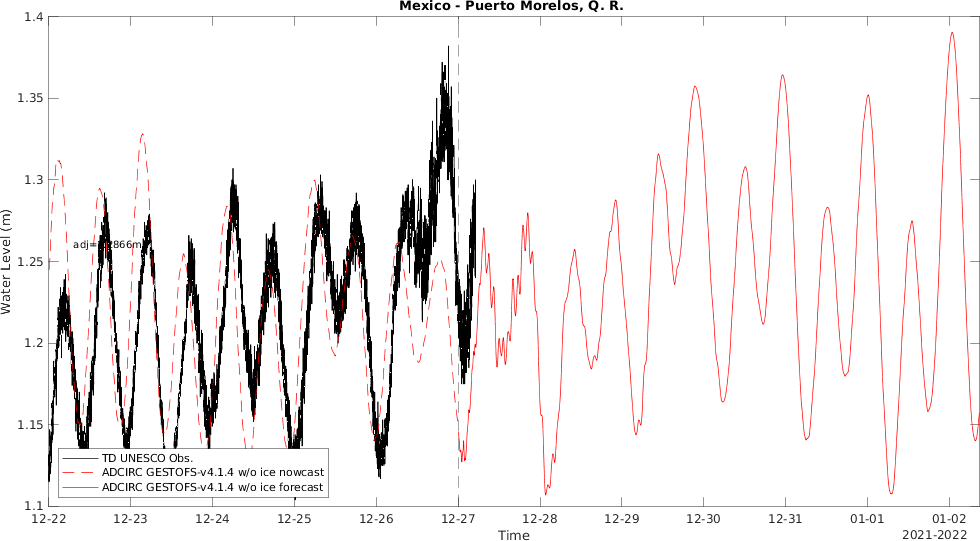 Mexico - Puerto Morelos, Q. R.
1.4
1.35
1.3
1.25
1.2
1.15
1.1
Water Level (m)
TD UNESCO Obs.
ADCIRC GESTOFS-v4.1.4 w/o ice nowcast
ADCIRC GESTOFS-v4.1.4 w/o ice forecast
12-22 12-23 12-24 12-25 12-26 12-27 12-28 12-29 12-30 12-31 01-01 01-02
Time
2021-2022